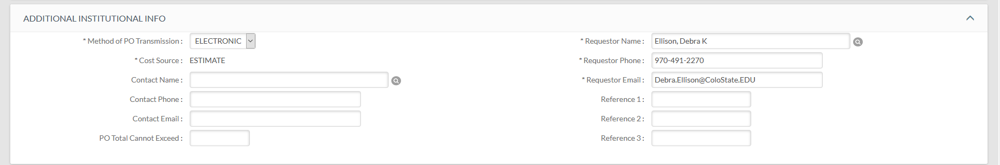 ADDITIONAL INSTITUTIONAL INFO
* Method of PO Transmission : ELECTRONIC
* Requestor Name : Ellison, Debra K
* Cost Source : ESTIMATE
* Requestor Phone : 970-491-2270
Contact Name :
* Requestor Email : Debra.Ellison@ColoState.EDU
Contact Phone :
Reference 1 :
Contact Email :
Reference 2 :
PO Total Cannot Exceed :
Reference 3 :